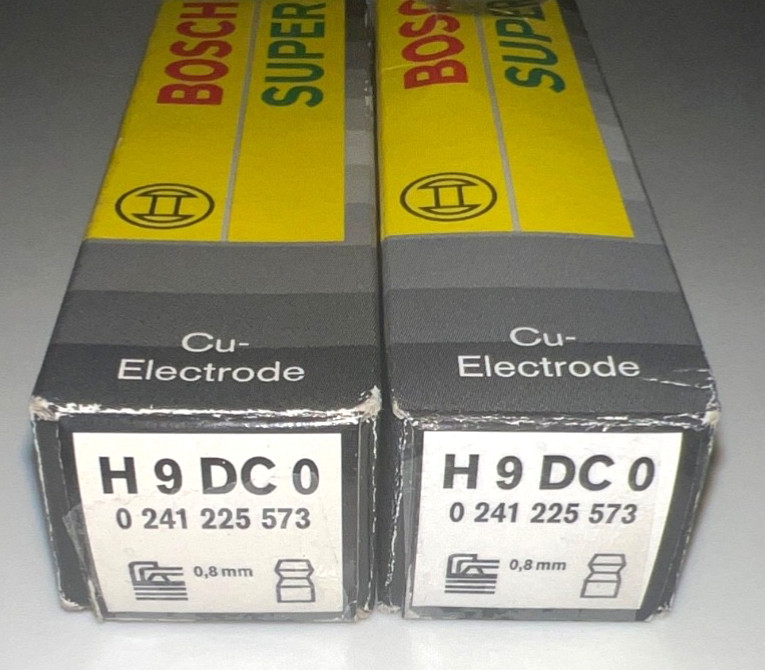 BOSCH
SUPER
Cu-
Electrode
H 9 DC 0
0 241 225 573
0,8 mm
BOSCH
SUPER
Cu-
Electrode
H 9 DC 0
0 241 225 573
0,8 mm